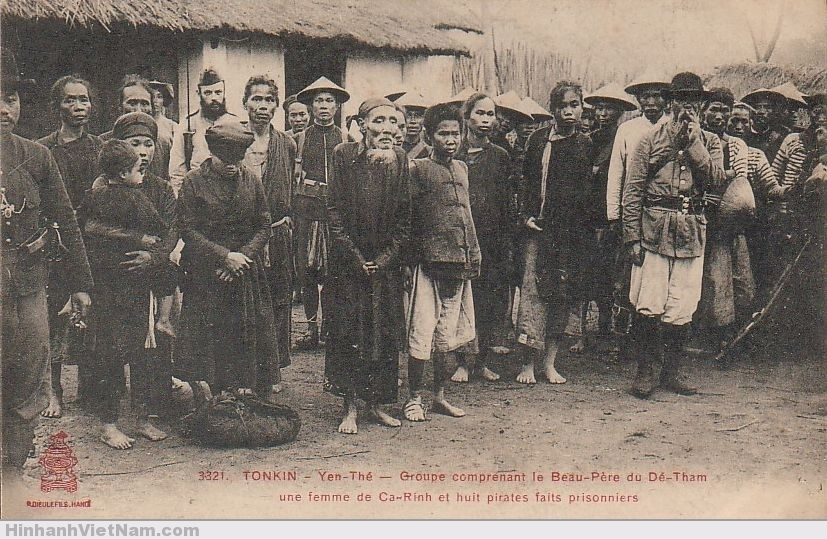 3321. TONKIN - Yen-Thé — Groupe comprenant le Beau-Père du Dê-Tham
une femme de Ca-Rinh et huit pirates faits prisonniers
R.DIEULEFILS, HANOI
HinhanhVietNam.com